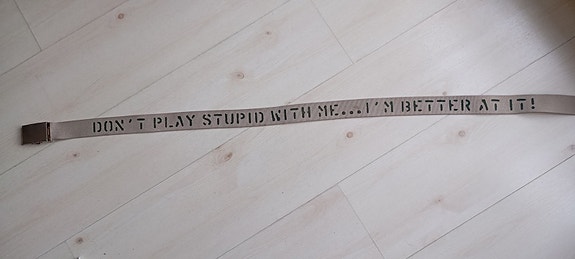 DON'T PLAY STUPID WITH ME...I'M BETTER AT IT!